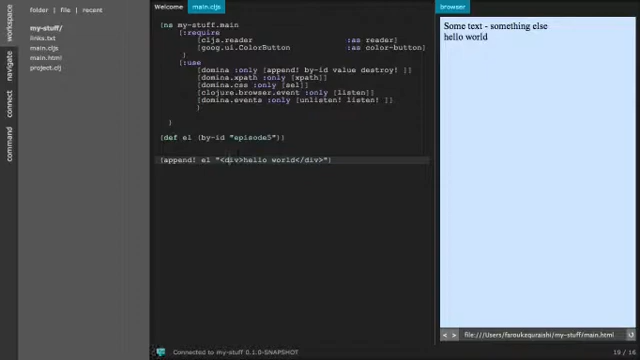 workspace
navigate
connect
command
folder | file | recent
my-stuff/
links.txt
main.cljs
main.html
project.clj
Welcome
main.cljs
(ns my-stuff.main
(:require
[cljs.reader :as reader]
[goog.ui.ColorButton :as color-button]
)
(:use
[domina :only [append! by-id value destroy! ]]
[domina.xpath :only [xpath]]
[domina.css :only [sel]]
[clojure.browser.event :only [listen]]
[domina.events :only [unlisten! listen! ]]
)
)
(def el (by-id "episode5"))
(append! el "<div>hello world</div>")
Connected to my-stuff 0.1.0-SNAPSHOT
browser
Some text - something else
hello world
< >
file:///Users/faroukquraishi/my-stuff/main.html
19 / 16